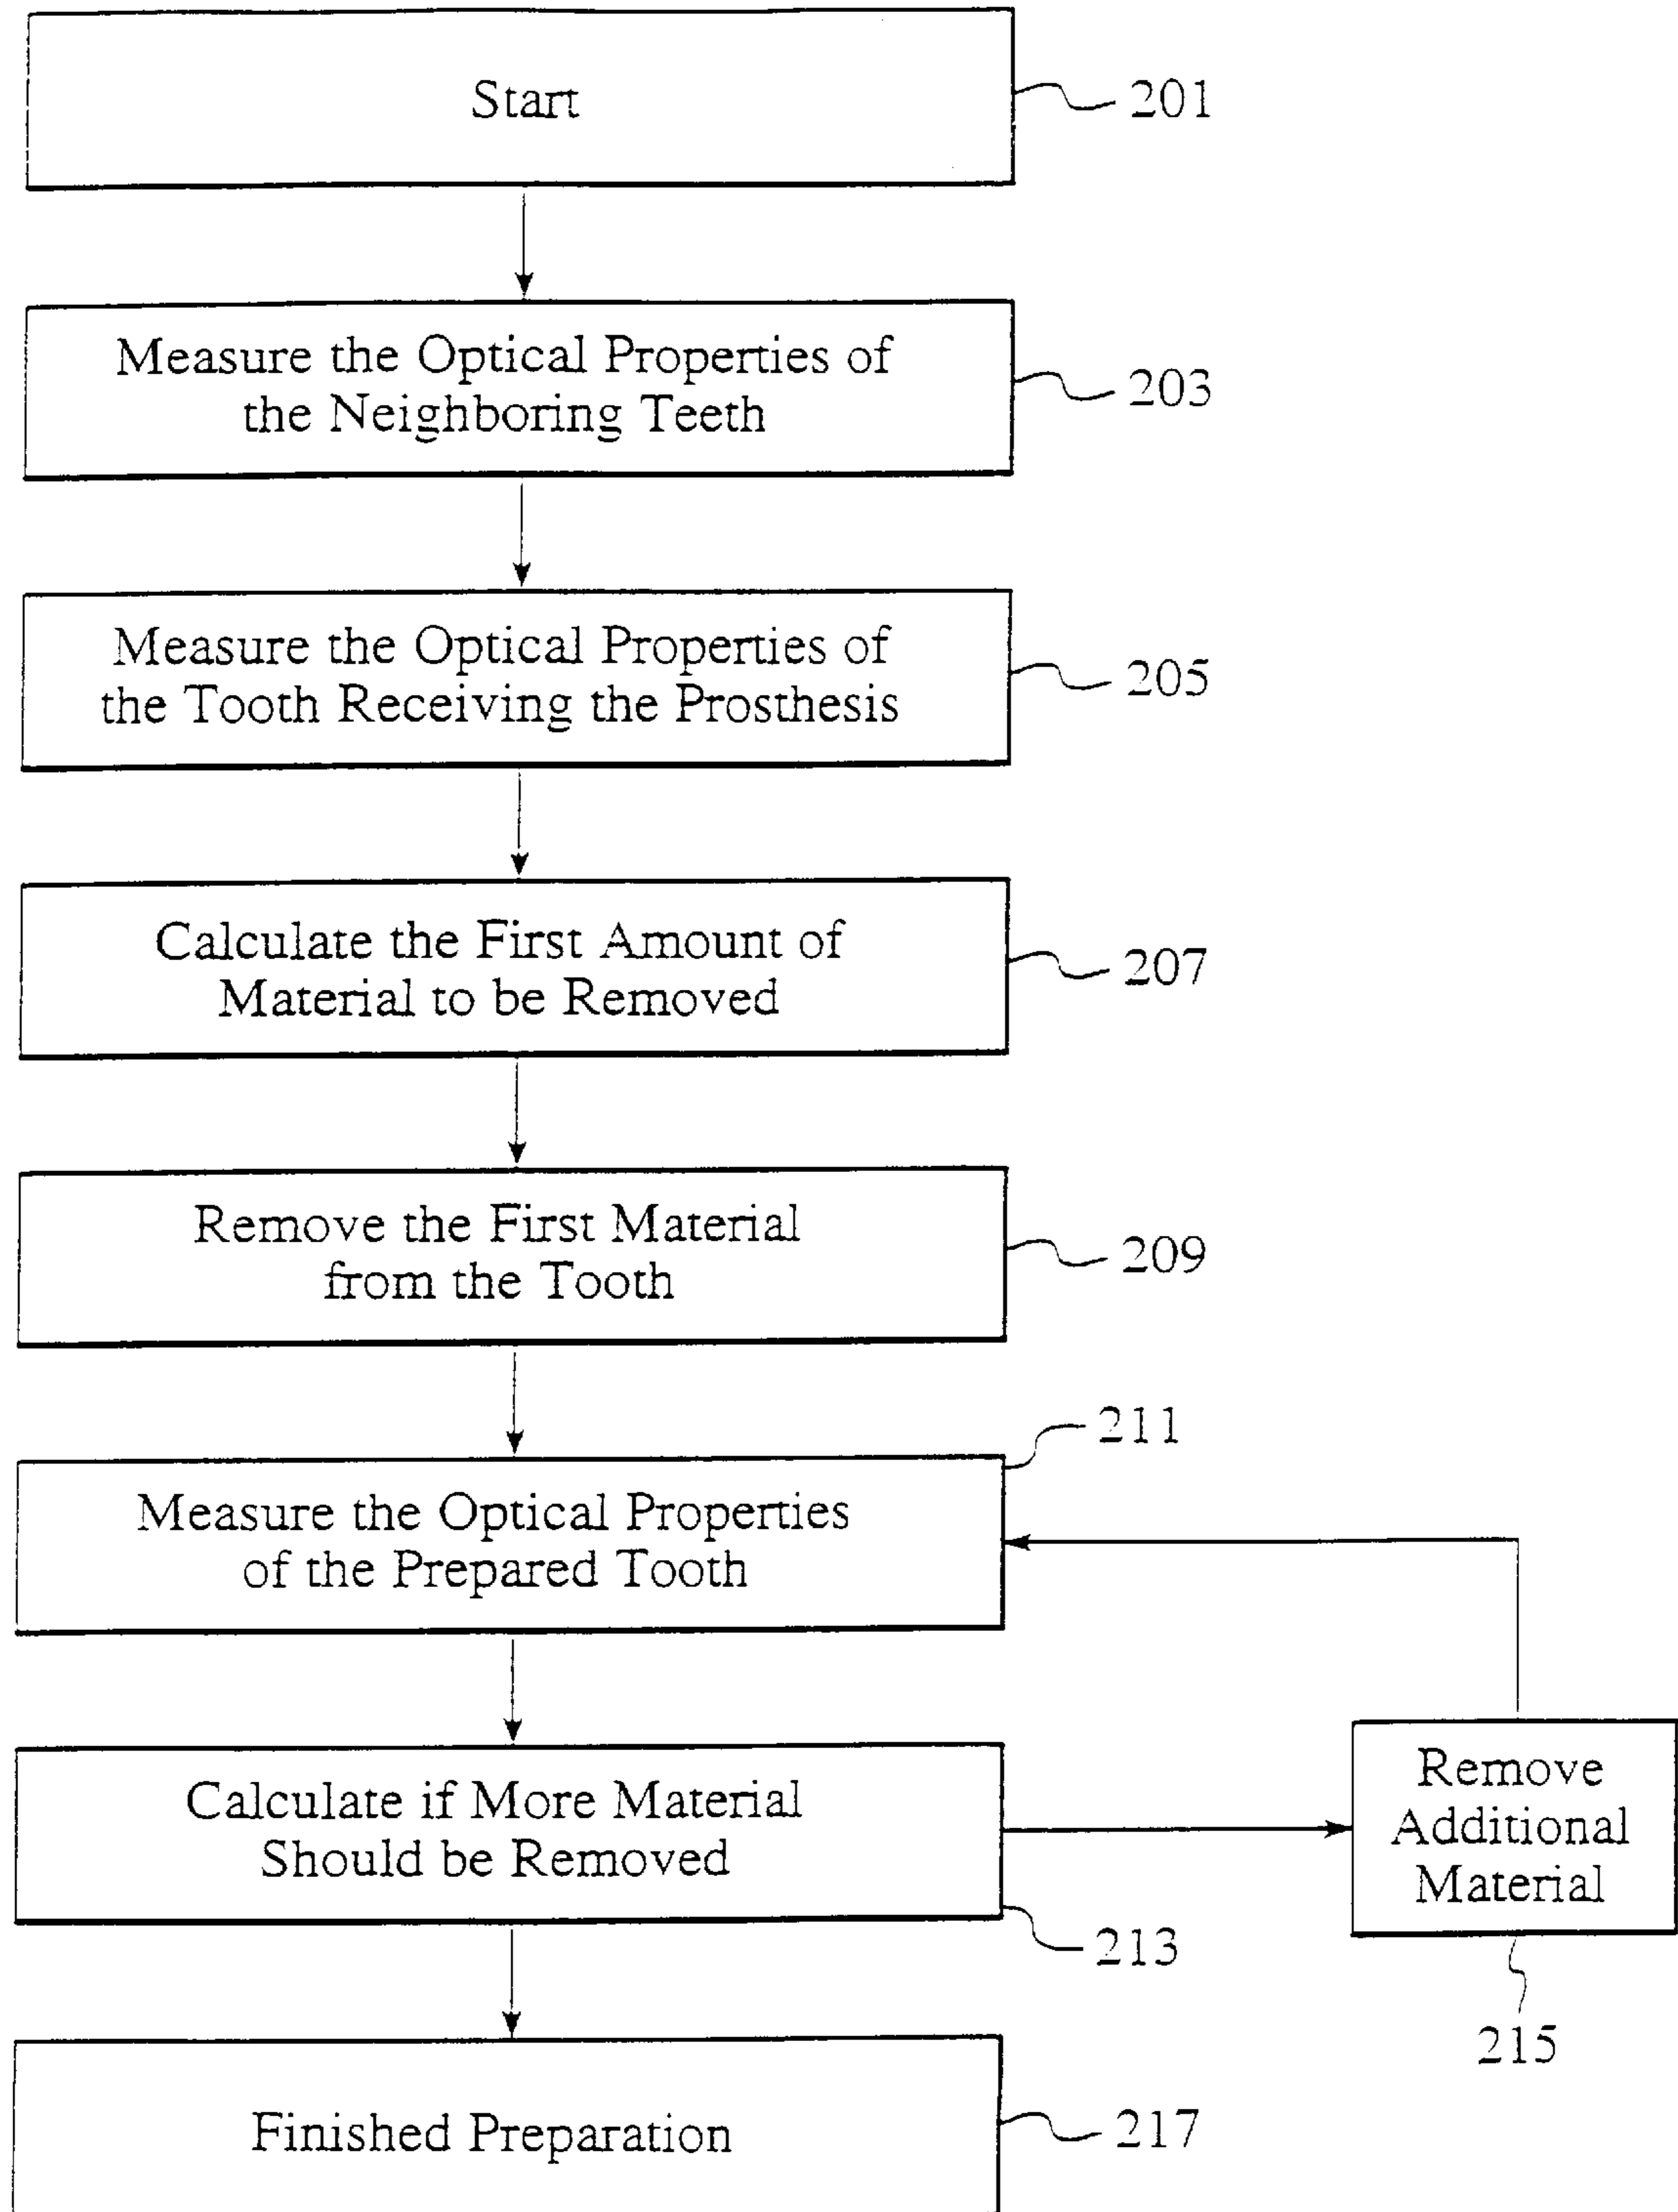 Start
201
Measure the Optical Properties of
the Neighboring Teeth
203
Measure the Optical Properties of
the Tooth Receiving the Prosthesis
205
Calculate the First Amount of
Material to be Removed
207
Remove the First Material
from the Tooth
209
211
Measure the Optical Properties
of the Prepared Tooth
Calculate if More Material
Should be Removed
213
Remove
Additional
Material
215
Finished Preparation
217